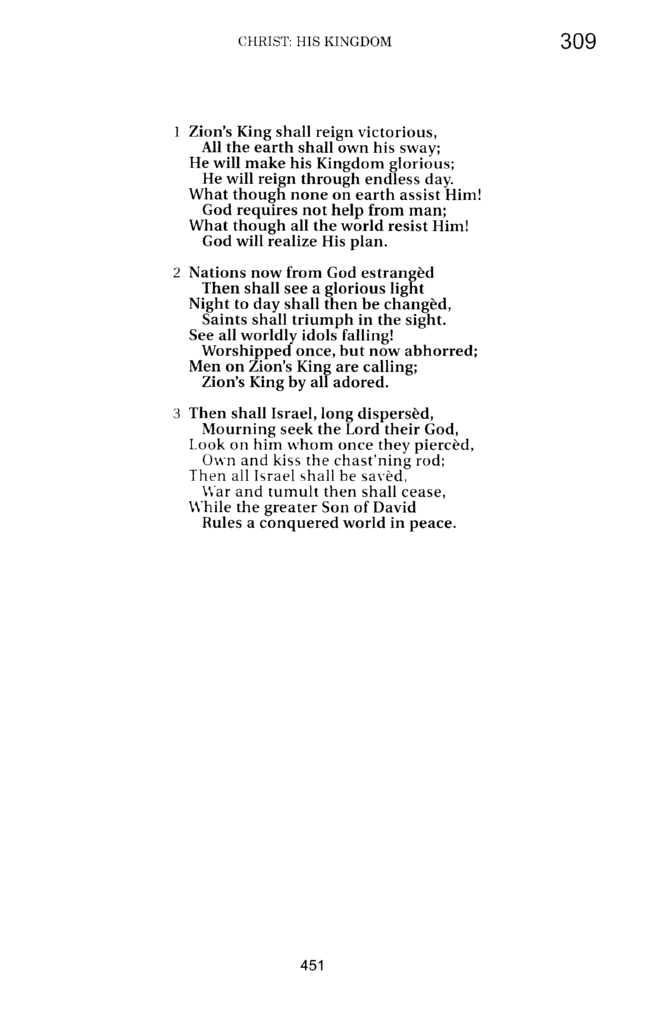 CHRIST: HIS KINGDOM 309
1 Zion's King shall reign victorious,
All the earth shall own his sway;
He will make his Kingdom glorious;
He will reign through endless day.
What though none on earth assist Him!
God requires not help from man;
What though all the world resist Him!
God will realize His plan.
2 Nations now from God estrangèd
Then shall see a glorious light
Night to day shall then be changèd,
Saints shall triumph in the sight.
See all worldly idols falling!
Worshipped once, but now abhorred;
Men on Zion's King are calling;
Zion's King by all adored.
3 Then shall Israel, long dispersèd,
Mourning seek the Lord their God,
Look on him whom once they piercèd,
Own and kiss the chast'ning rod;
Then all Israel shall be savèd,
War and tumult then shall cease,
While the greater Son of David
Rules a conquered world in peace.
451